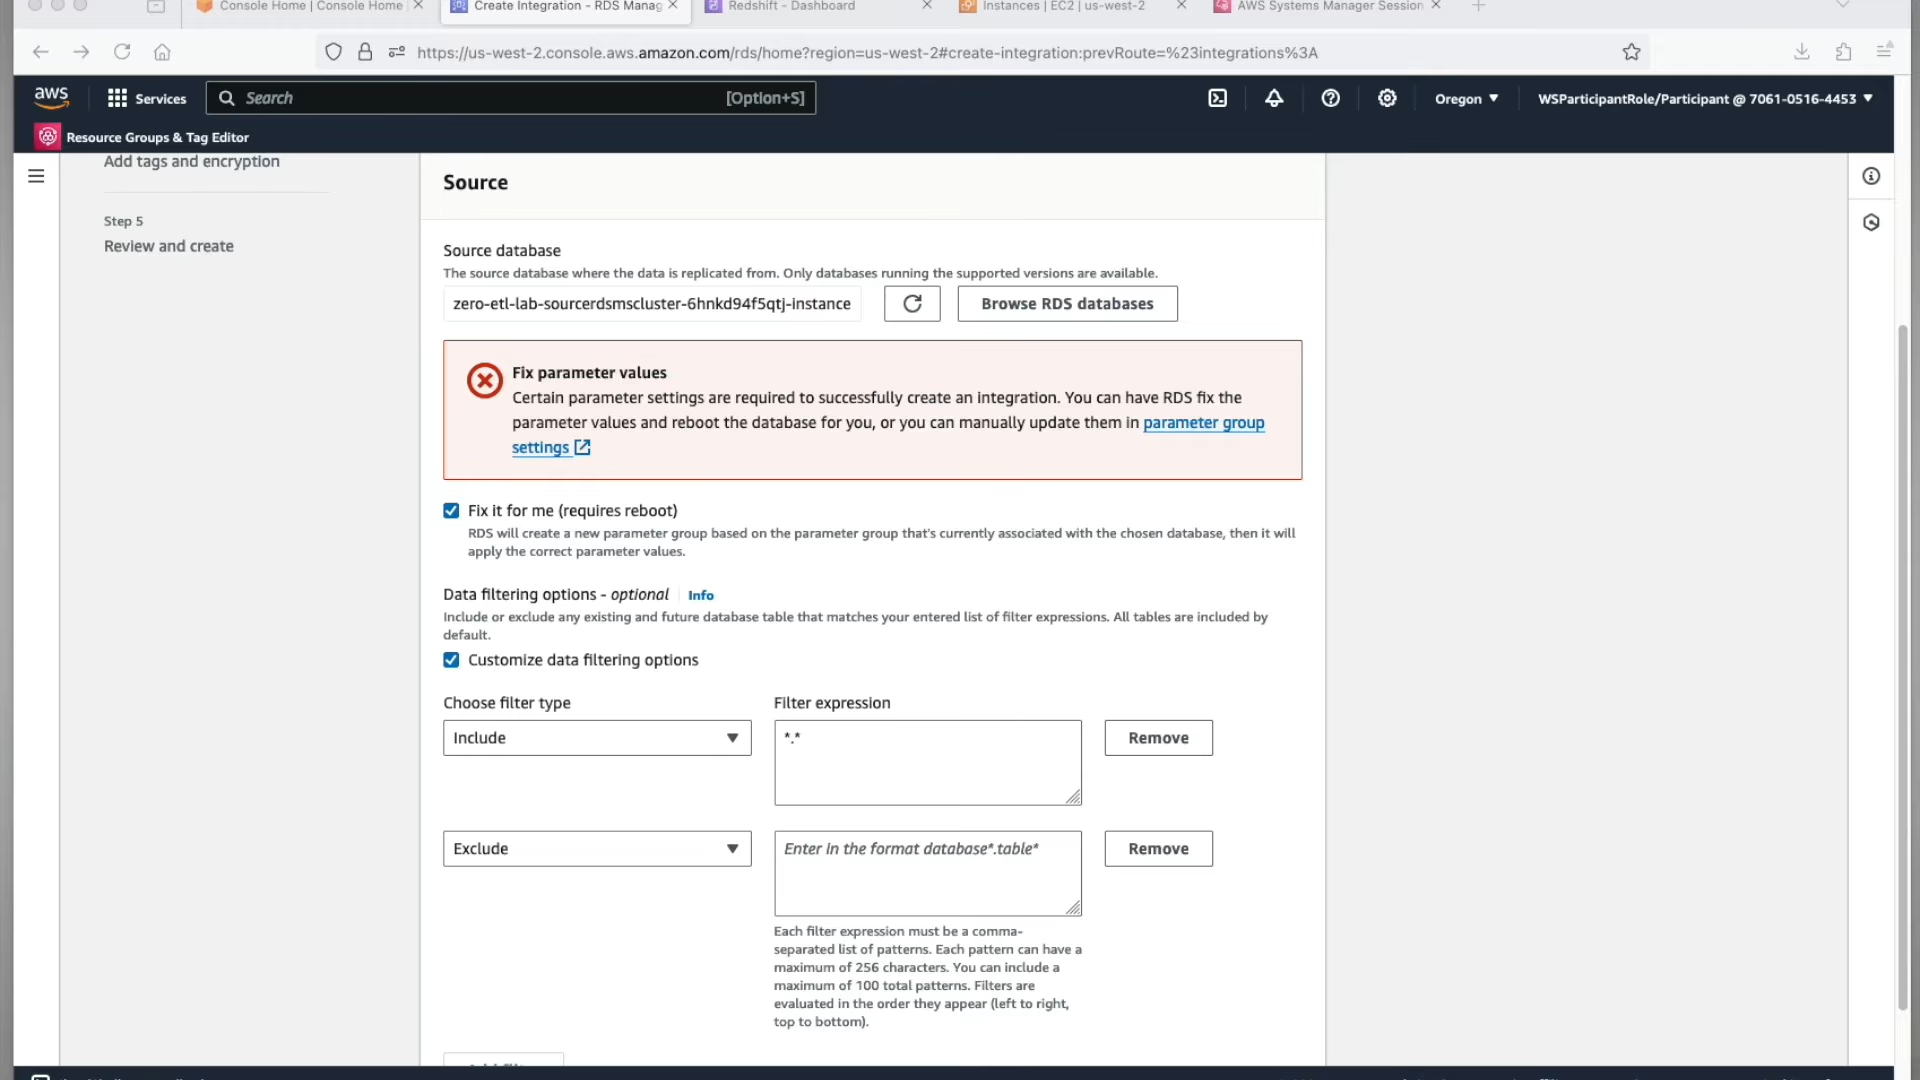 Console Home | Console Home
Create Integration - RDS Manag
Redshift - Dashboard
Instances | EC2 | us-west-2
AWS Systems Manager Session
https://us-west-2.console.aws.amazon.com/rds/home?region=us-west-2#create-integration:prevRoute=%23integrations%3A
aws
Services
Search
[Option+S]
Oregon
WSParticipantRole/Participant @ 7061-0516-4453
Resource Groups & Tag Editor
Add tags and encryption
Step 5
Review and create
Source
Source database
The source database where the data is replicated from. Only databases running the supported versions are available.
zero-etl-lab-sourcerdsmscluster-6hnkd94f5qtj-instance
Browse RDS databases
Fix parameter values
Certain parameter settings are required to successfully create an integration. You can have RDS fix the
parameter values and reboot the database for you, or you can manually update them in parameter group
settings
Fix it for me (requires reboot)
RDS will create a new parameter group based on the parameter group that's currently associated with the chosen database, then it will
apply the correct parameter values.
Data filtering options - optional
Info
Include or exclude any existing and future database table that matches your entered list of filter expressions. All tables are included by
default.
Customize data filtering options
Choose filter type
Filter expression
Include
*.*
Remove
Exclude
Enter in the format database*.table*
Remove
Each filter expression must be a comma-
separated list of patterns. Each pattern can have a
maximum of 256 characters. You can include a
maximum of 100 total patterns. Filters are
evaluated in the order they appear (left to right,
top to bottom).